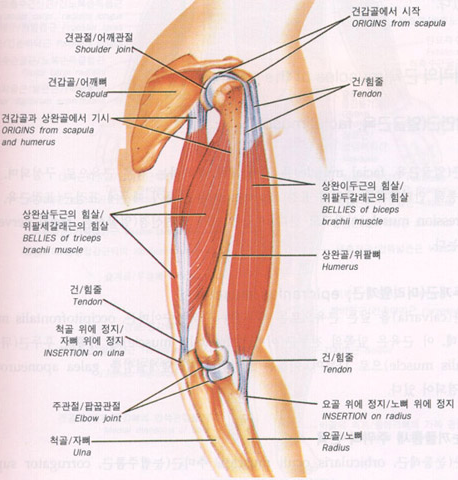 견갑골에서 시작
ORIGINS from scapula
견관절/어깨관절
Shoulder joint
견갑골/어깨뼈
Scapula
건/힘줄
Tendon
견갑골과 상완골에서 기시
ORIGINS from scapula
and humerus
상완이두근의 힘살/
위팔두갈래근의 힘살
BELLIES of biceps
brachii muscle
상완삼두근의 힘살/
위팔세갈래근의 힘살
BELLIES of triceps
brachii muscle
상완골/위팔뼈
Humerus
건/힘줄
Tendon
척골 위에 정지/
자뼈 위에 정지
INSERTION on ulna
건/힘줄
Tendon
주관절/팔꿉관절
Elbow joint
요골 위에 정지/노뼈 위에 정지
INSERTION on radius
척골/자뼈
Ulna
요골/노뼈
Radius